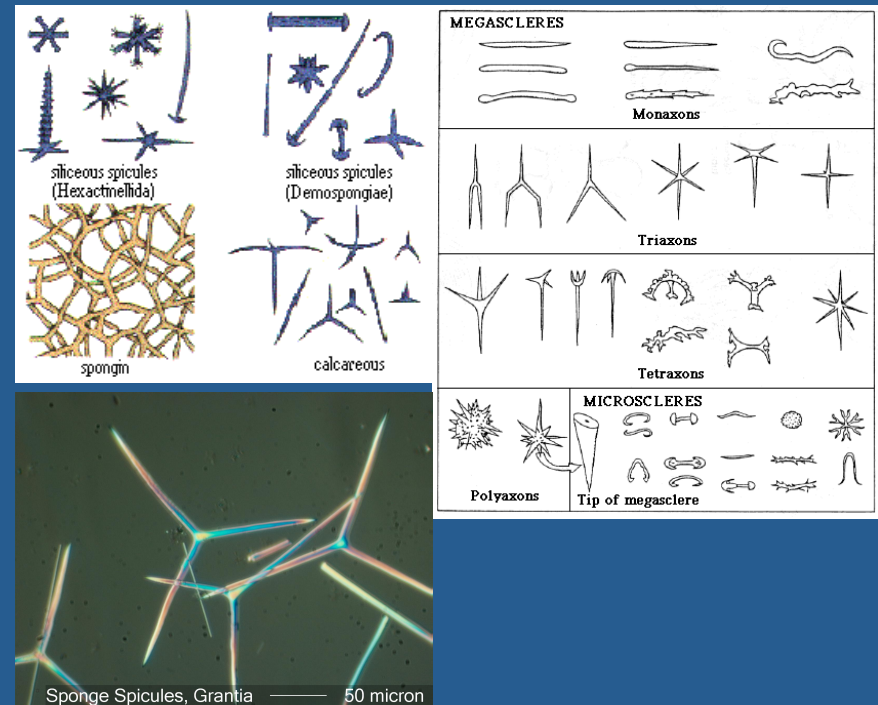 siliceous spicules
(Hexactinellida)
siliceous spicules
(Demospongiae)
spongin
calcareous
MEGASCLERES
Monaxons
Triaxons
Tetraxons
Polyaxons
MICROSCLERES
Tip of megasclere
Sponge Spicules, Grantia 50 micron